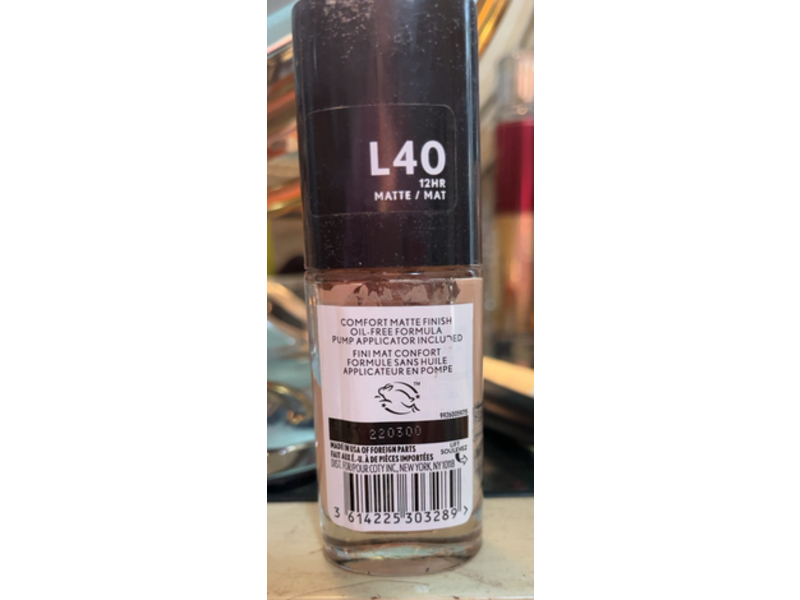 L40
12HR
MATTE / MAT
COMFORT MATTE FINISH
OIL-FREE FORMULA
PUMP APPLICATOR INCLUDED
FINI MAT CONFORT
FORMULE SANS HUILE
APPLICATEUR EN POMPE
TM
220300
LIFT
SOULEVEZ
MADE IN USA OF FOREIGN PARTS
FAIT AUX É.-U. À DE PIÈCES IMPORTÉES
DIST. FOR/POUR COTY INC., NEW YORK, NY 10118
3 614225 303289 >